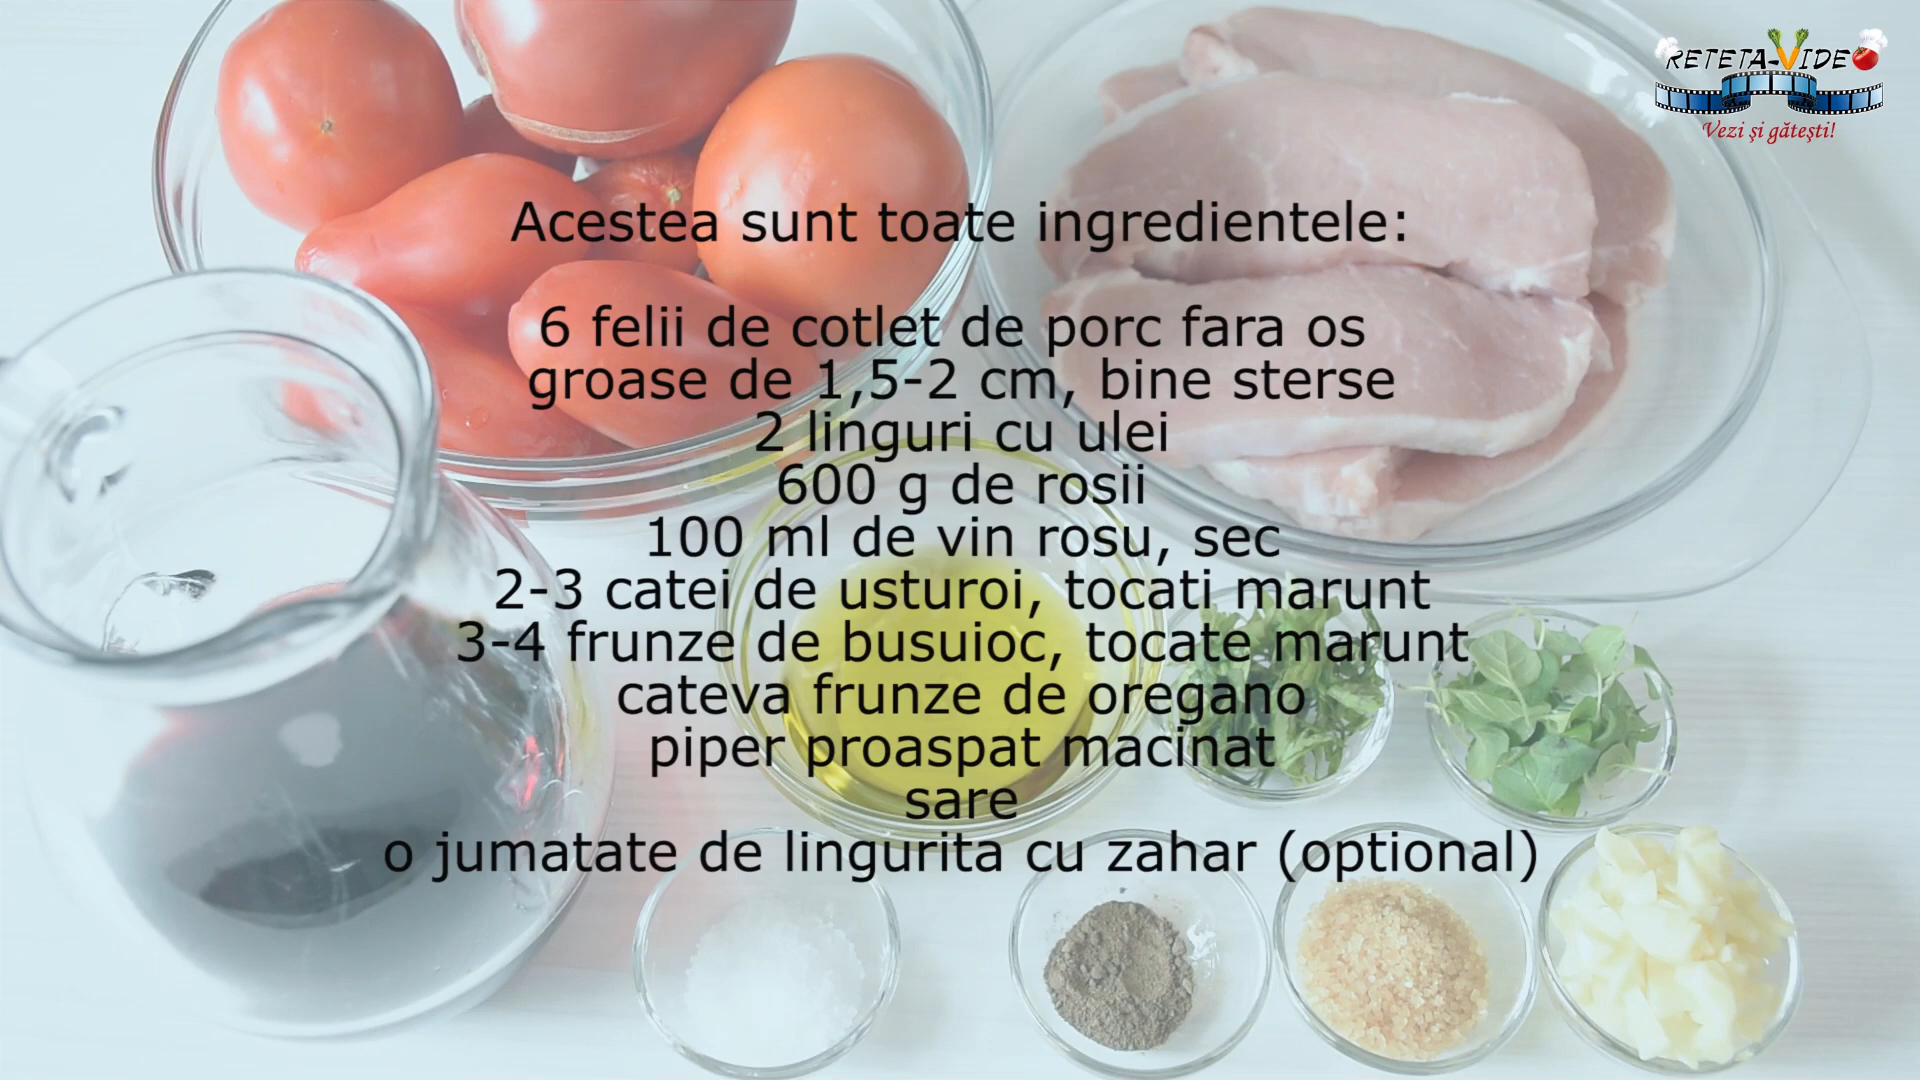 RETETA-VIDEO
Vezi și gătești!
Acestea sunt toate ingredientele:
6 felii de cotlet de porc fara os
groase de 1,5-2 cm, bine sterse
2 linguri cu ulei
600 g de rosii
100 ml de vin rosu, sec
2-3 catei de usturoi, tocati marunt
3-4 frunze de busuioc, tocate marunt
cateva frunze de oregano
piper proaspat macinat
sare
o jumatate de lingurita cu zahar (optional)